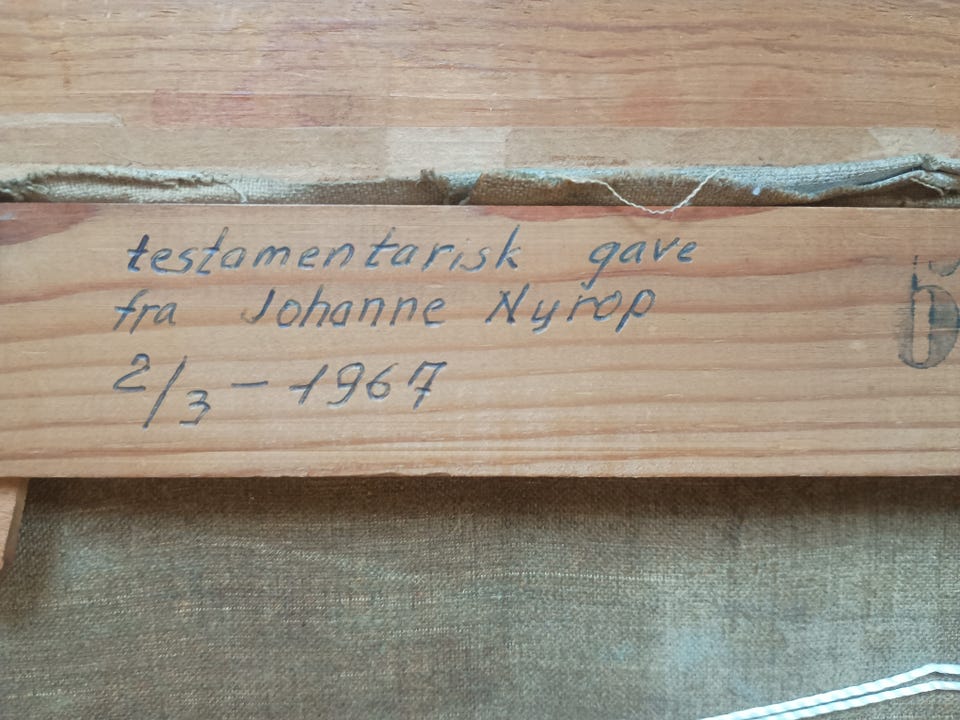 testamentarisk gave
fra Johanne Nyrop
2/3 - 1967